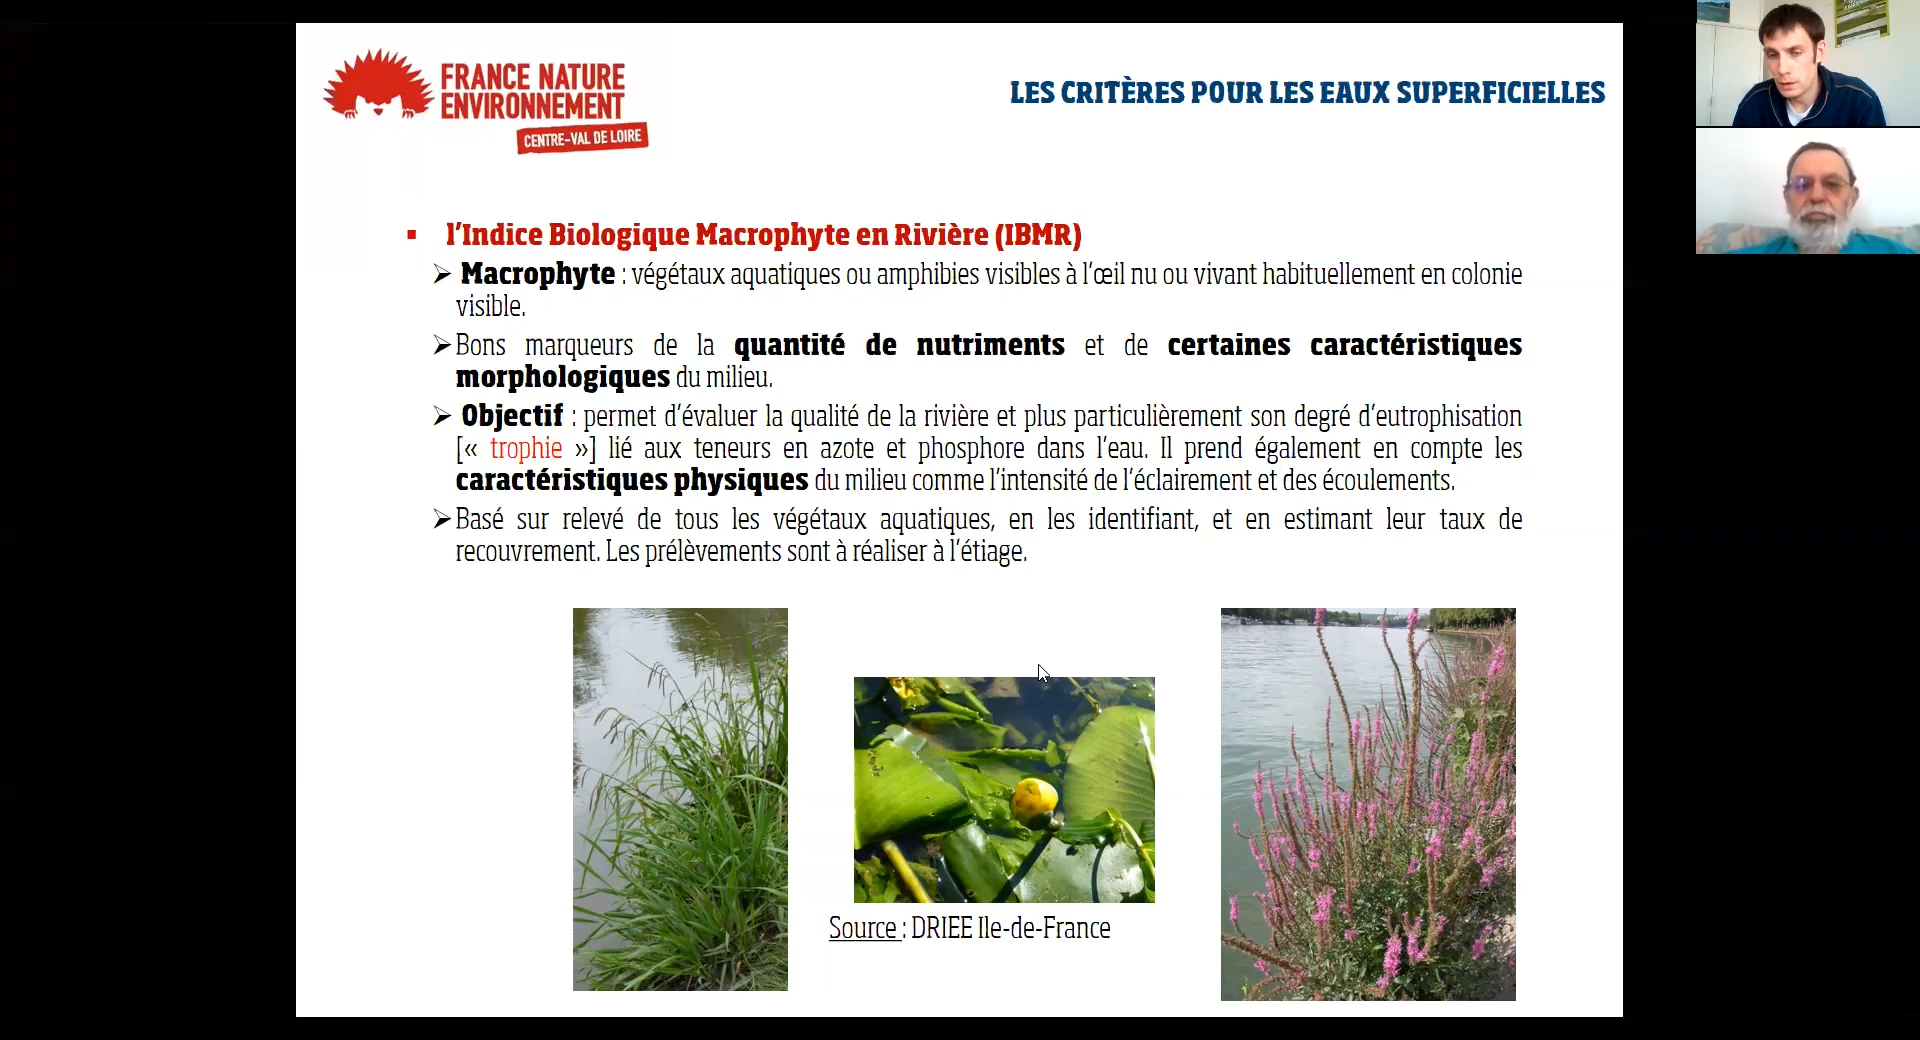 FRANCE NATURE
ENVIRONNEMENT
CENTRE-VAL DE LOIRE
LES CRITÈRES POUR LES EAUX SUPERFICIELLES
▪ l'Indice Biologique Macrophyte en Rivière (IBMR)
➢ Macrophyte : végétaux aquatiques ou amphibies visibles à l'œil nu ou vivant habituellement en colonie
visible.
➢ Bons marqueurs de la quantité de nutriments et de certaines caractéristiques
morphologiques du milieu.
➢ Objectif : permet d'évaluer la qualité de la rivière et plus particulièrement son degré d'eutrophisation
[« trophie »] lié aux teneurs en azote et phosphore dans l'eau. Il prend également en compte les
caractéristiques physiques du milieu comme l'intensité de l'éclairement et des écoulements.
➢ Basé sur relevé de tous les végétaux aquatiques, en les identifiant, et en estimant leur taux de
recouvrement. Les prélèvements sont à réaliser à l'étiage.
Source : DRIEE Ile-de-France